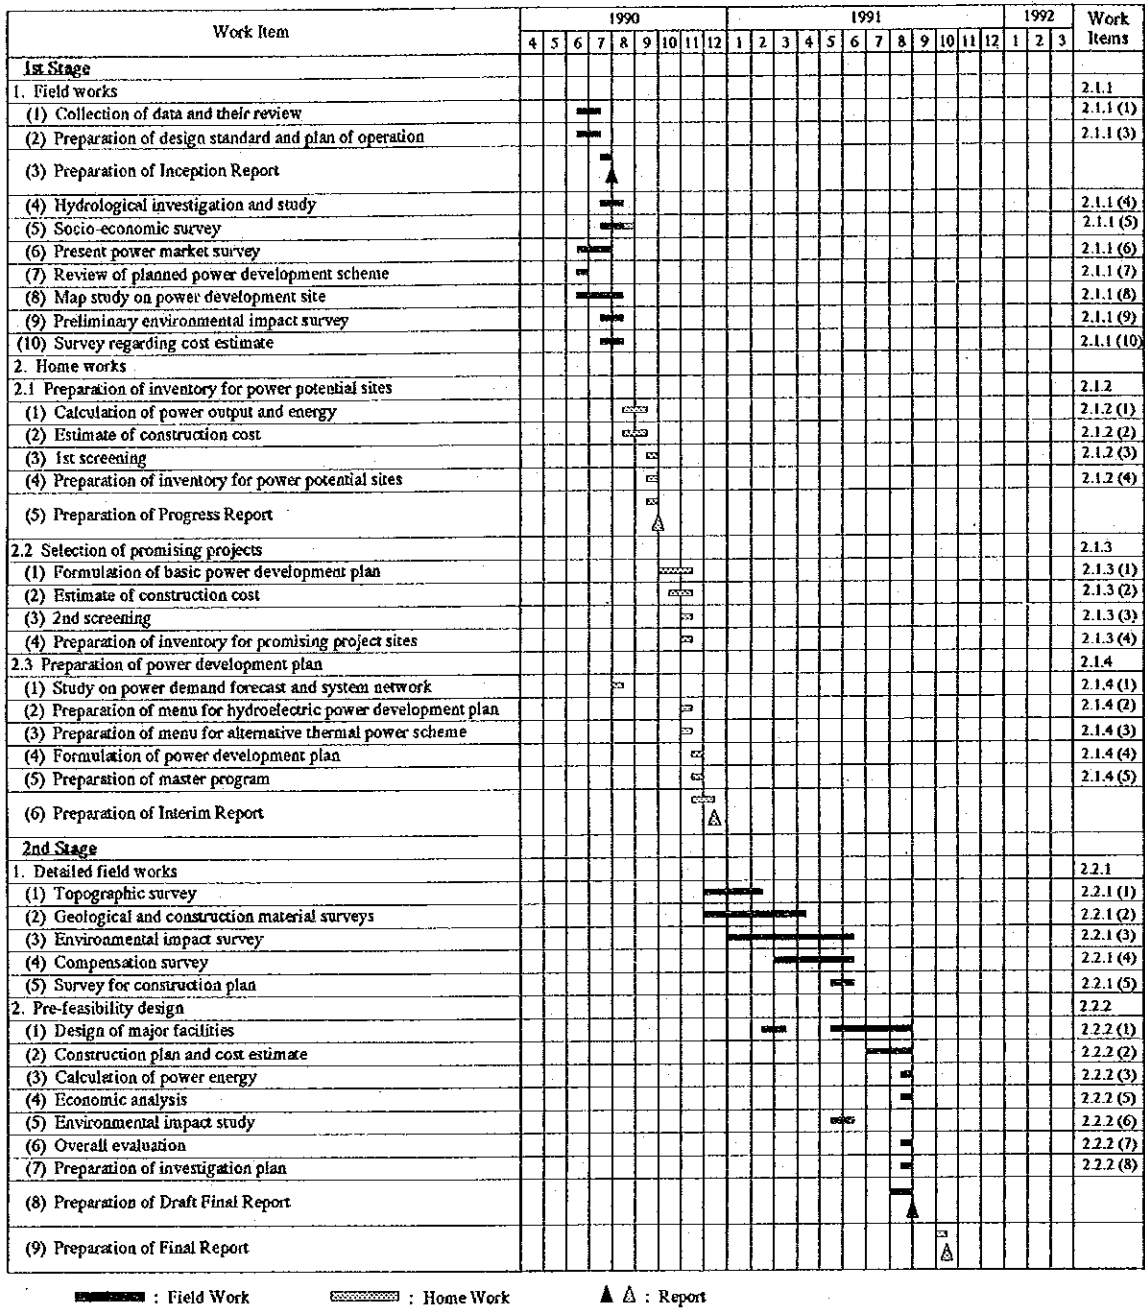 Work Item 1990 1991 1992 Work Items
4 5 6 7 8 9 10 11 12 1 2 3 4 5 6 7 8 9 10 11 12 1 2 3
1st Stage
1. Field works 2.1.1
(1) Collection of data and their review 2.1.1 (1)
(2) Preparation of design standard and plan of operation 2.1.1 (3)
(3) Preparation of Inception Report
(4) Hydrological investigation and study 2.1.1 (4)
(5) Socio-economic survey 2.1.1 (5)
(6) Present power market survey 2.1.1 (6)
(7) Review of planned power development scheme 2.1.1 (7)
(8) Map study on power development site 2.1.1 (8)
(9) Preliminary environmental impact survey 2.1.1 (9)
(10) Survey regarding cost estimate 2.1.1 (10)
2. Home works
2.1 Preparation of inventory for power potential sites 2.1.2
(1) Calculation of power output and energy 2.1.2 (1)
(2) Estimate of construction cost 2.1.2 (2)
(3) 1st screening 2.1.2 (3)
(4) Preparation of inventory for power potential sites 2.1.2 (4)
(5) Preparation of Progress Report
2.2 Selection of promising projects 2.1.3
(1) Formulation of basic power development plan 2.1.3 (1)
(2) Estimate of construction cost 2.1.3 (2)
(3) 2nd screening 2.1.3 (3)
(4) Preparation of inventory for promising project sites 2.1.3 (4)
2.3 Preparation of power development plan 2.1.4
(1) Study on power demand forecast and system network 2.1.4 (1)
(2) Preparation of menu for hydroelectric power development plan 2.1.4 (2)
(3) Preparation of menu for alternative thermal power scheme 2.1.4 (3)
(4) Formulation of power development plan 2.1.4 (4)
(5) Preparation of master program 2.1.4 (5)
(6) Preparation of Interim Report
2nd Stage
1. Detailed field works 2.2.1
(1) Topographic survey 2.2.1 (1)
(2) Geological and construction material surveys 2.2.1 (2)
(3) Environmental impact survey 2.2.1 (3)
(4) Compensation survey 2.2.1 (4)
(5) Survey for construction plan 2.2.1 (5)
2. Pre-feasibility design 2.2.2
(1) Design of major facilities 2.2.2 (1)
(2) Construction plan and cost estimate 2.2.2 (2)
(3) Calculation of power energy 2.2.2 (3)
(4) Economic analysis 2.2.2 (5)
(5) Environmental impact study 2.2.2 (6)
(6) Overall evaluation 2.2.2 (7)
(7) Preparation of investigation plan 2.2.2 (8)
(8) Preparation of Draft Final Report
(9) Preparation of Final Report
: Field Work : Home Work : Report